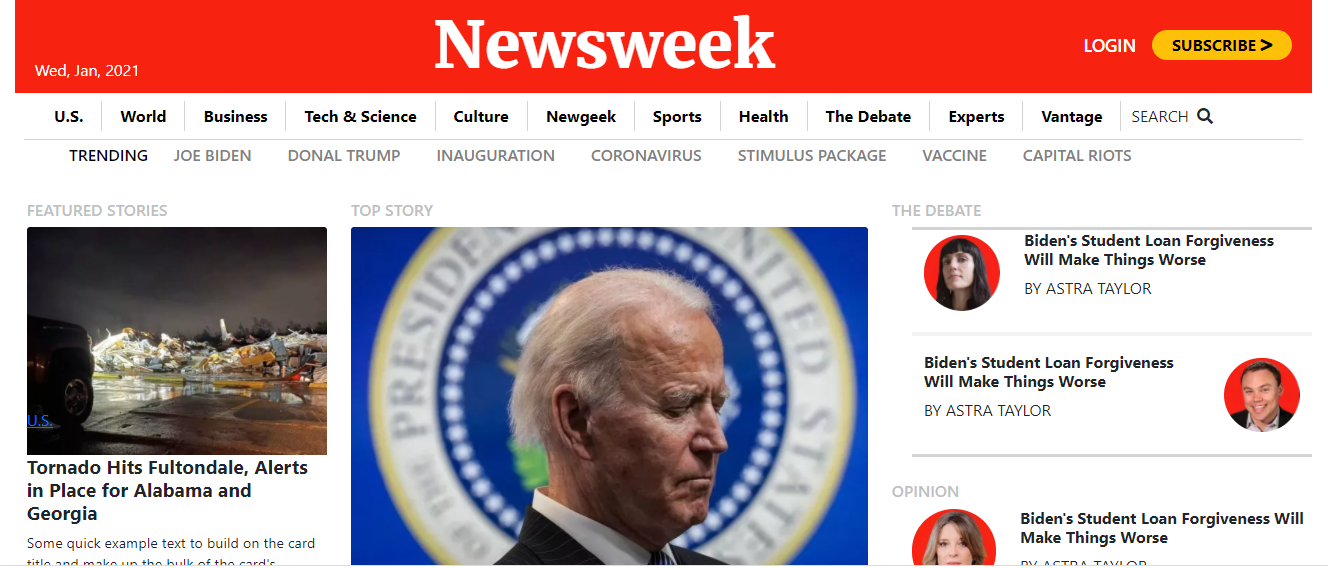 Newsweek
Wed, Jan, 2021
LOGIN
SUBSCRIBE >
U.S. World Business Tech & Science Culture Newgeek Sports Health The Debate Experts Vantage SEARCH
TRENDING JOE BIDEN DONAL TRUMP INAUGURATION CORONAVIRUS STIMULUS PACKAGE VACCINE CAPITAL RIOTS
FEATURED STORIES
U.S.
Tornado Hits Fultondale, Alerts
in Place for Alabama and
Georgia
Some quick example text to build on the card
title and make up the bulk of the card's
TOP STORY
PRESIDEN
UNITED STATES
THE DEBATE
Biden's Student Loan Forgiveness
Will Make Things Worse
BY ASTRA TAYLOR
Biden's Student Loan Forgiveness
Will Make Things Worse
BY ASTRA TAYLOR
OPINION
Biden's Student Loan Forgiveness Will
Make Things Worse
BY ASTRA TAYLOR